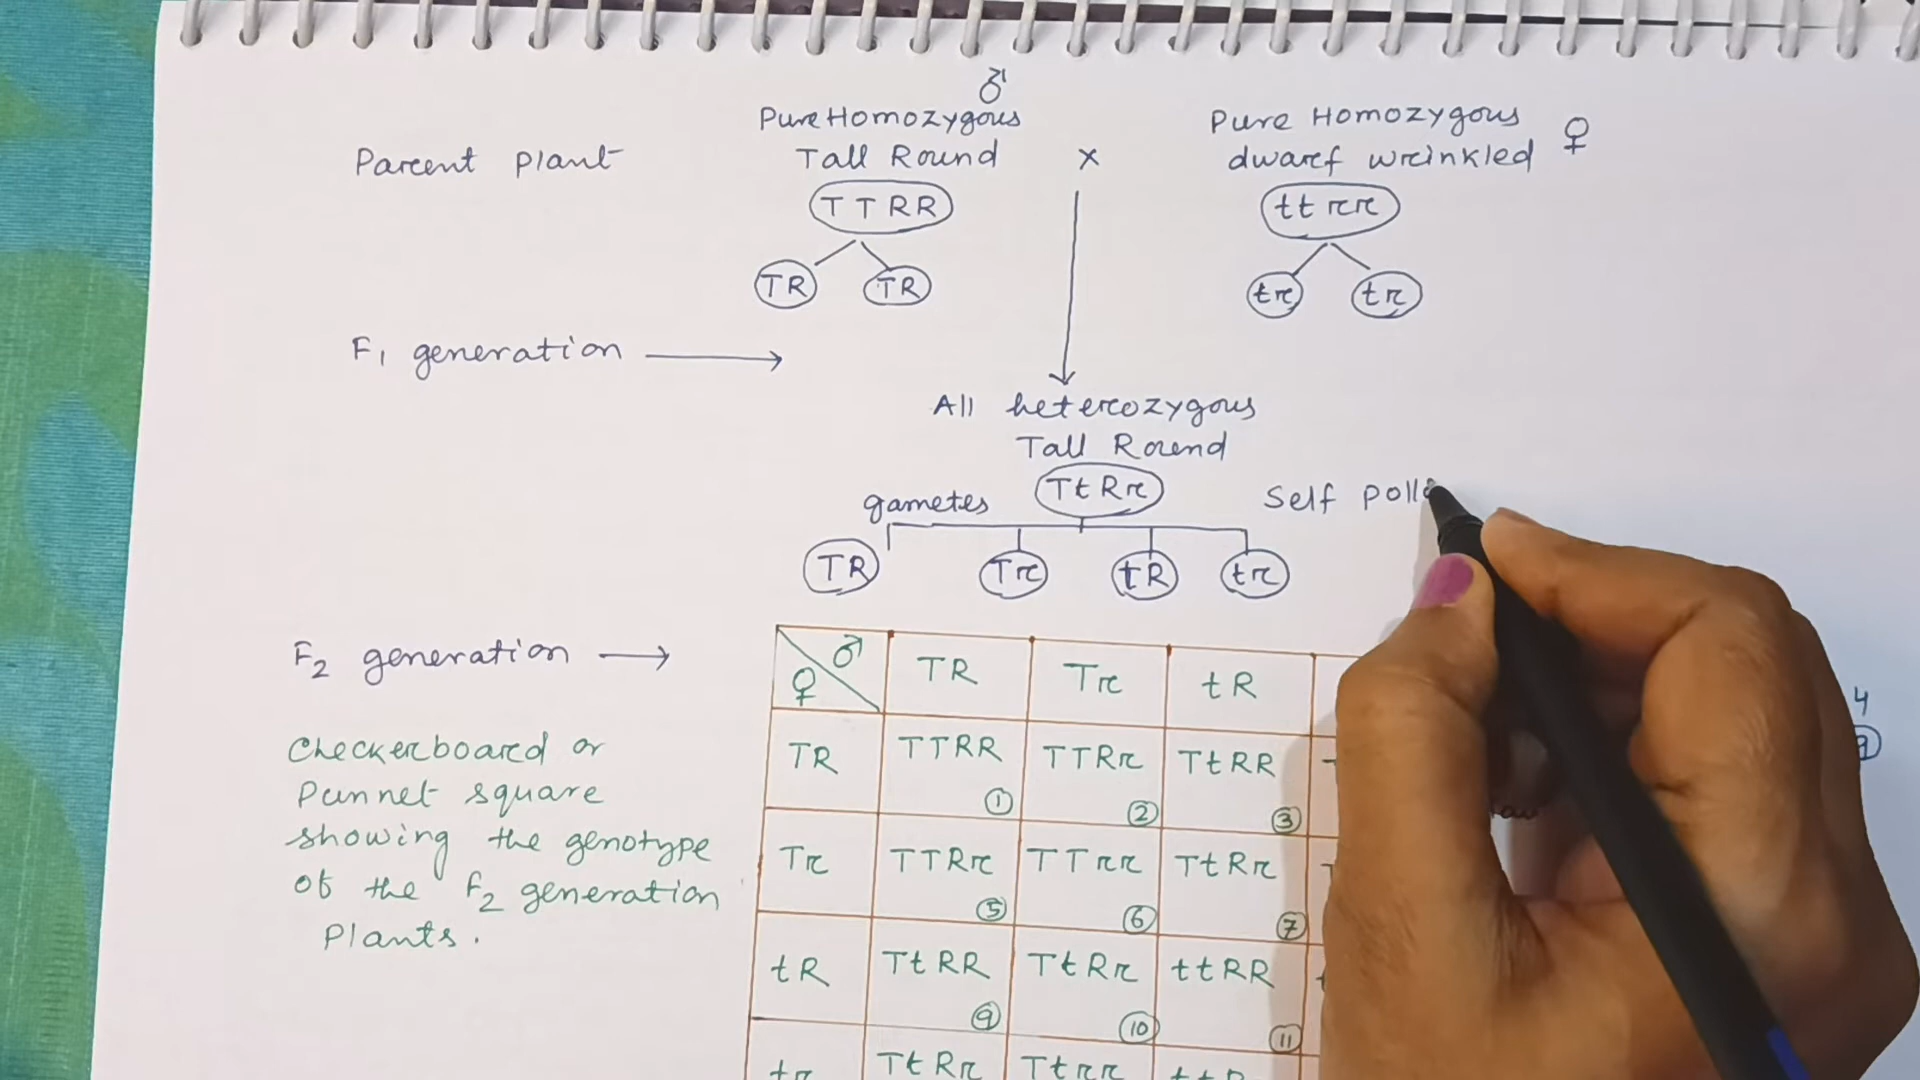 ♂
Pure Homozygous
Tall Round
Pure Homozygous
dwarf wrinkled ♀
Parent plant
x
TTRR
ttrr
TR TR
tr tr
F1 generation →
All heterozygous
Tall Round
TtRr
gametes
Self poll
TR Tr tR tr
F2 generation →
♂ ♀ TR Tr tR
TR TTRR TTRr TtRR
1 2 3
Tr TTRr TTrr TtRr
5 6 7
tR TtRR TtRr ttRR
9 10 11
tr TtRr Ttrr
Checkerboard or
Punnet square
showing the genotype
of the F2 generation
Plants.
4